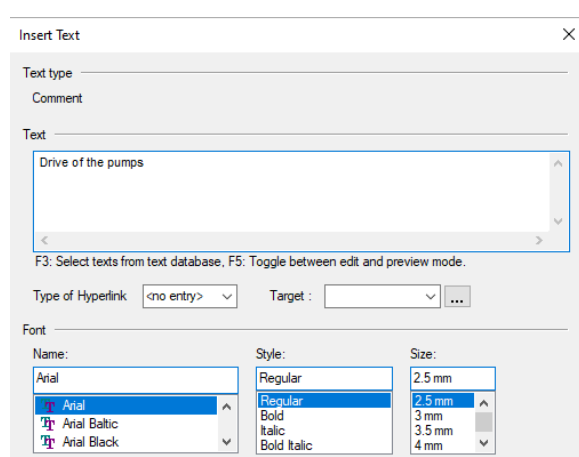 Insert Text
Text type
Comment
Text
Drive of the pumps
F3: Select texts from text database, F5: Toggle between edit and preview mode.
Type of Hyperlink <no entry> Target : ...
Font
Name: Style: Size:
Arial Regular 2.5 mm
Arial Regular 2.5 mm
Arial Baltic Bold 3 mm
Arial Black Italic 3.5 mm
Bold Italic 4 mm